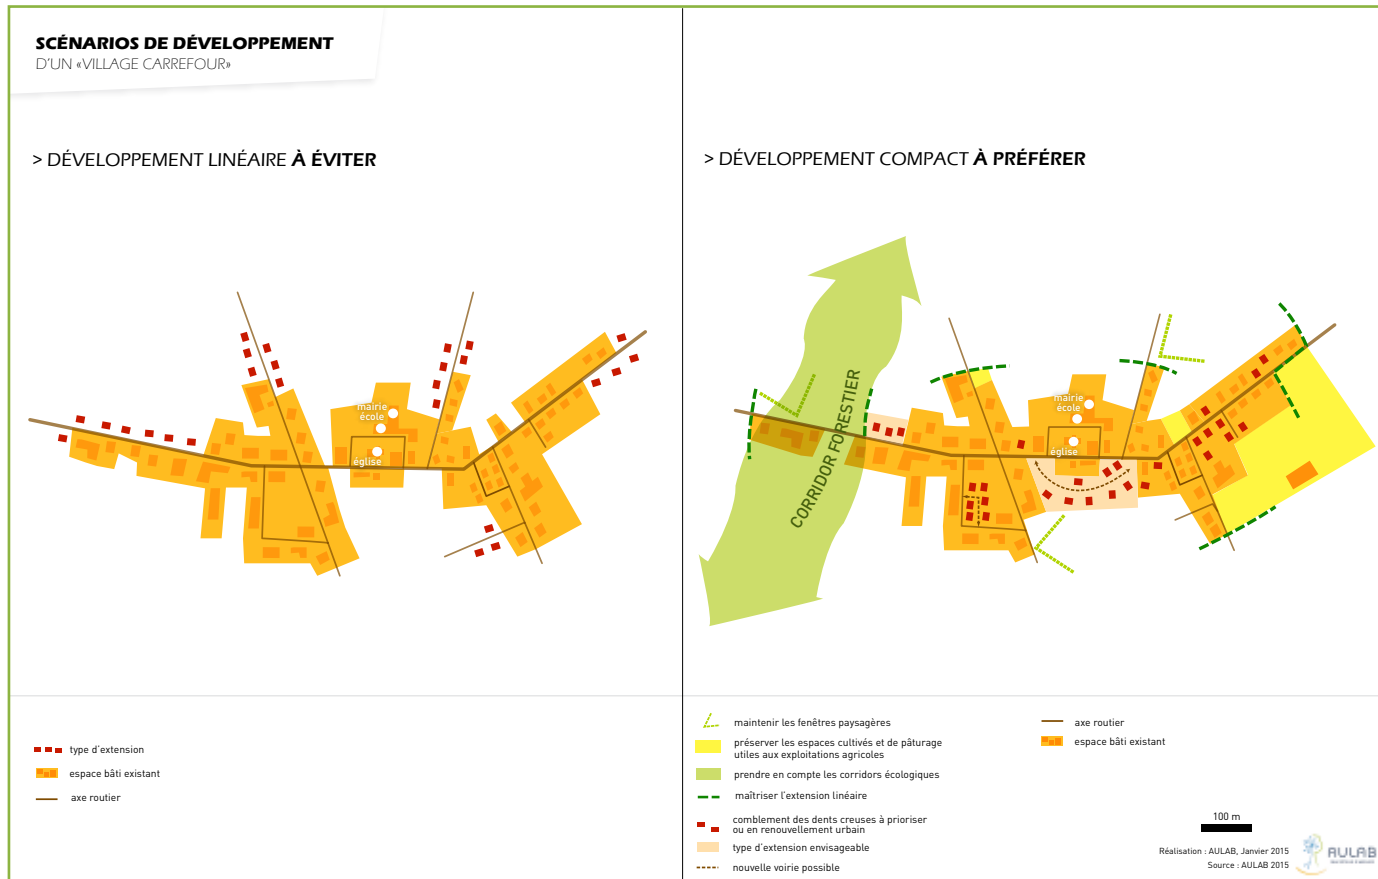 SCÉNARIOS DE DÉVELOPPEMENT
D'UN «VILLAGE CARREFOUR»
> DÉVELOPPEMENT LINÉAIRE À ÉVITER
mairie
école
église
type d'extension
espace bâti existant
axe routier
> DÉVELOPPEMENT COMPACT À PRÉFÉRER
CORRIDOR FORESTIER
mairie
école
église
maintenir les fenêtres paysagères
préserver les espaces cultivés et de pâturage
utiles aux exploitations agricoles
prendre en compte les corridors écologiques
maîtriser l'extension linéaire
comblement des dents creuses à prioriser
ou en renouvellement urbain
type d'extension envisageable
nouvelle voirie possible
axe routier
espace bâti existant
100 m
Réalisation : AULAB, Janvier 2015
Source : AULAB 2015
AULAB